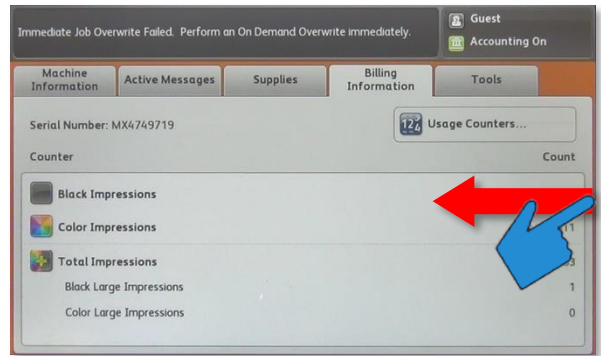 Immediate Job Overwrite Failed. Perform an On Demand Overwrite immediately.
Guest
Accounting On
Machine Information
Active Messages
Supplies
Billing Information
Tools
Serial Number: MX4749719
Usage Counters...
Counter
Count
Black Impressions
Color Impressions
Total Impressions
Black Large Impressions 1
Color Large Impressions 0